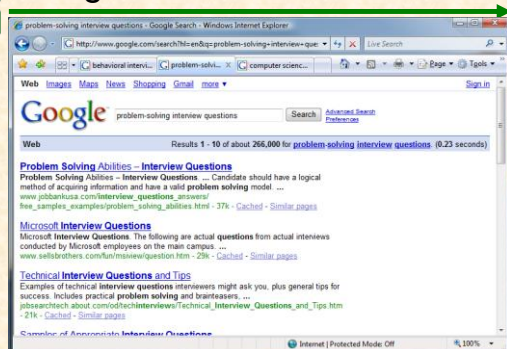 problem-solving interview questions - Google Search - Windows Internet Explorer
http://www.google.com/search?hl=en&q=problem-solving+interview+que:
Live Search
behavioral intervi...
problem-solvi...
computer scienc...
Page
Tools
Web Images Maps News Shopping Gmail more ▼
Sign in
Google
problem-solving interview questions
Search
Advanced Search
Preferences
Web
Results 1 - 10 of about 266,000 for problem-solving interview questions. (0.23 seconds)
Problem Solving Abilities – Interview Questions
Problem Solving Abilities – Interview Questions. ... Candidate should have a logical
method of acquiring information and have a valid problem solving model. ...
www.jobbankusa.com/interview_questions_answers/
free_samples_examples/problem_solving_abilities.html - 37k - Cached - Similar pages
Microsoft Interview Questions
Microsoft Interview Questions. The following are actual questions from actual interviews
conducted by Microsoft employees on the main campus. ...
www.sellsbrothers.com/fun/msiview/question.htm - 29k - Cached - Similar pages
Technical Interview Questions and Tips
Examples of technical interview questions interviewers might ask you, plus general tips for
success. Includes practical problem solving and brainteasers, ...
jobsearchtech.about.com/od/techinterviews/Technical_Interview_Questions_and_Tips.htm
- 21k - Cached - Similar pages
Samples of Appropriate Interview Questions
Internet | Protected Mode: Off
100%